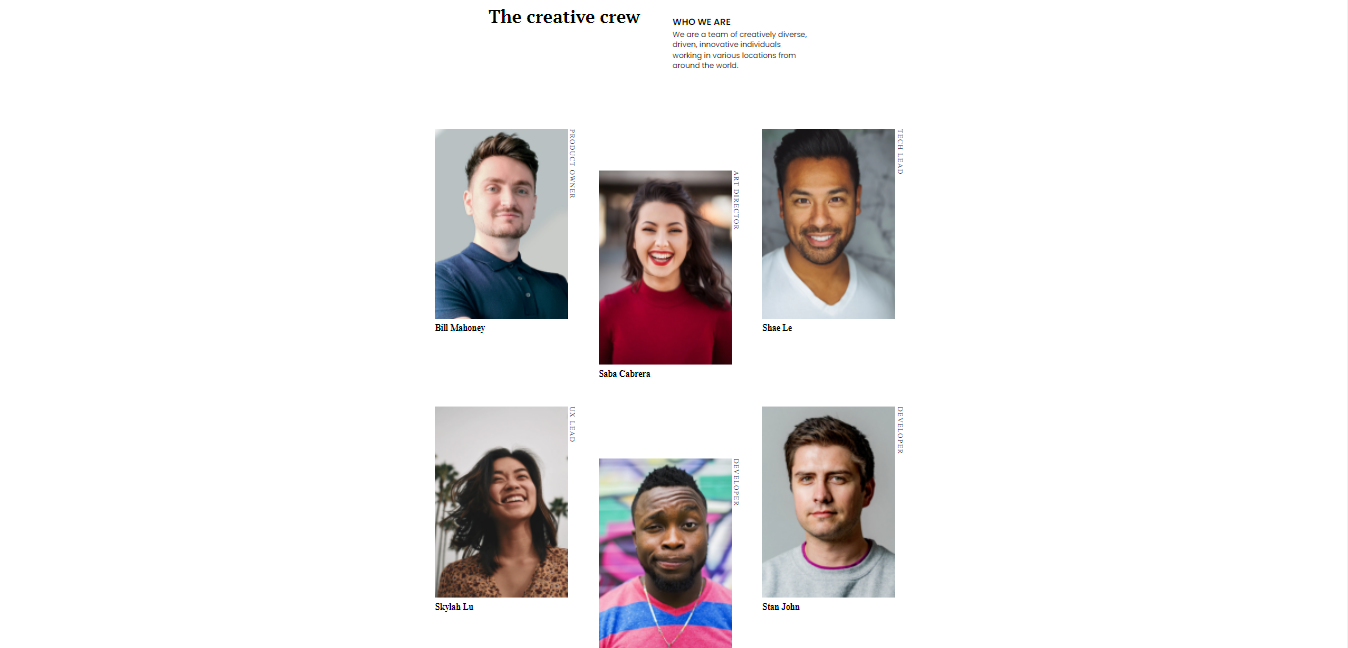 The creative crew
WHO WE ARE
We are a team of creatively diverse,
driven, innovative individuals
working in various locations from
around the world.
PRODUCT OWNER
Bill Mahoney
ART DIRECTOR
Saba Cabrera
TECH LEAD
Shae Le
UX LEAD
Skylah Lu
DEVELOPER
DEVELOPER
Stan John